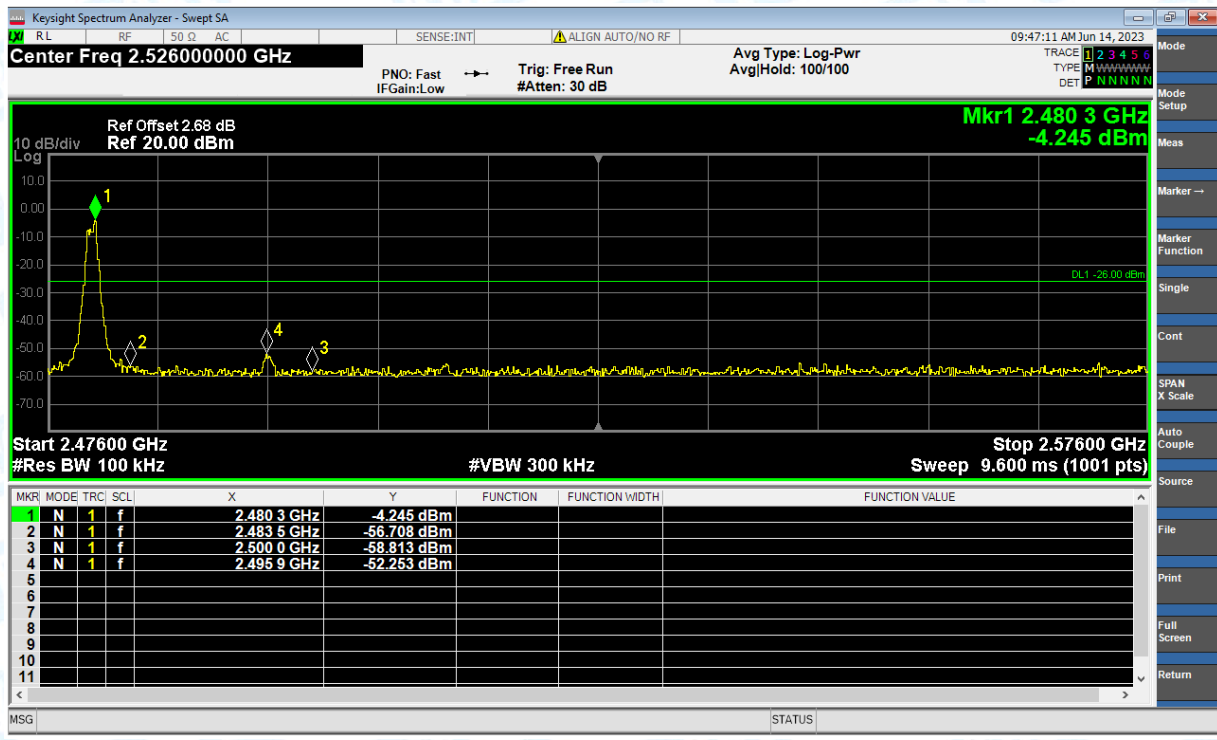 Keysight Spectrum Analyzer - Swept SA
LXI RL RF 50 Ω AC SENSE:INT ALIGN AUTO/NO RF 09:47:11 AM Jun 14, 2023
Center Freq 2.526000000 GHz
PNO: Fast
IFGain:Low
Trig: Free Run
#Atten: 30 dB
Avg Type: Log-Pwr
Avg|Hold: 100/100
TRACE 1 2 3 4 5 6
TYPE M WWWWW
DET P N N N N N
Ref Offset 2.68 dB
10 dB/div Ref 20.00 dBm
Log
Mkr1 2.480 3 GHz
-4.245 dBm
10.0
0.00
-10.0
-20.0
-30.0
-40.0
-50.0
-60.0
-70.0
1
2
4
3
DL1 -26.00 dBm
Start 2.47600 GHz Stop 2.57600 GHz
#Res BW 100 kHz #VBW 300 kHz Sweep 9.600 ms (1001 pts)
MKR MODE TRC SCL X Y FUNCTION FUNCTION WIDTH FUNCTION VALUE
1 N 1 f 2.480 3 GHz -4.245 dBm
2 N 1 f 2.483 5 GHz -56.708 dBm
3 N 1 f 2.500 0 GHz -58.813 dBm
4 N 1 f 2.495 9 GHz -52.253 dBm
5
6
7
8
9
10
11
MSG STATUS
Mode
Mode
Setup
Meas
Marker →
Marker
Function
Single
Cont
SPAN
X Scale
Auto
Couple
Source
File
Print
Full
Screen
Return